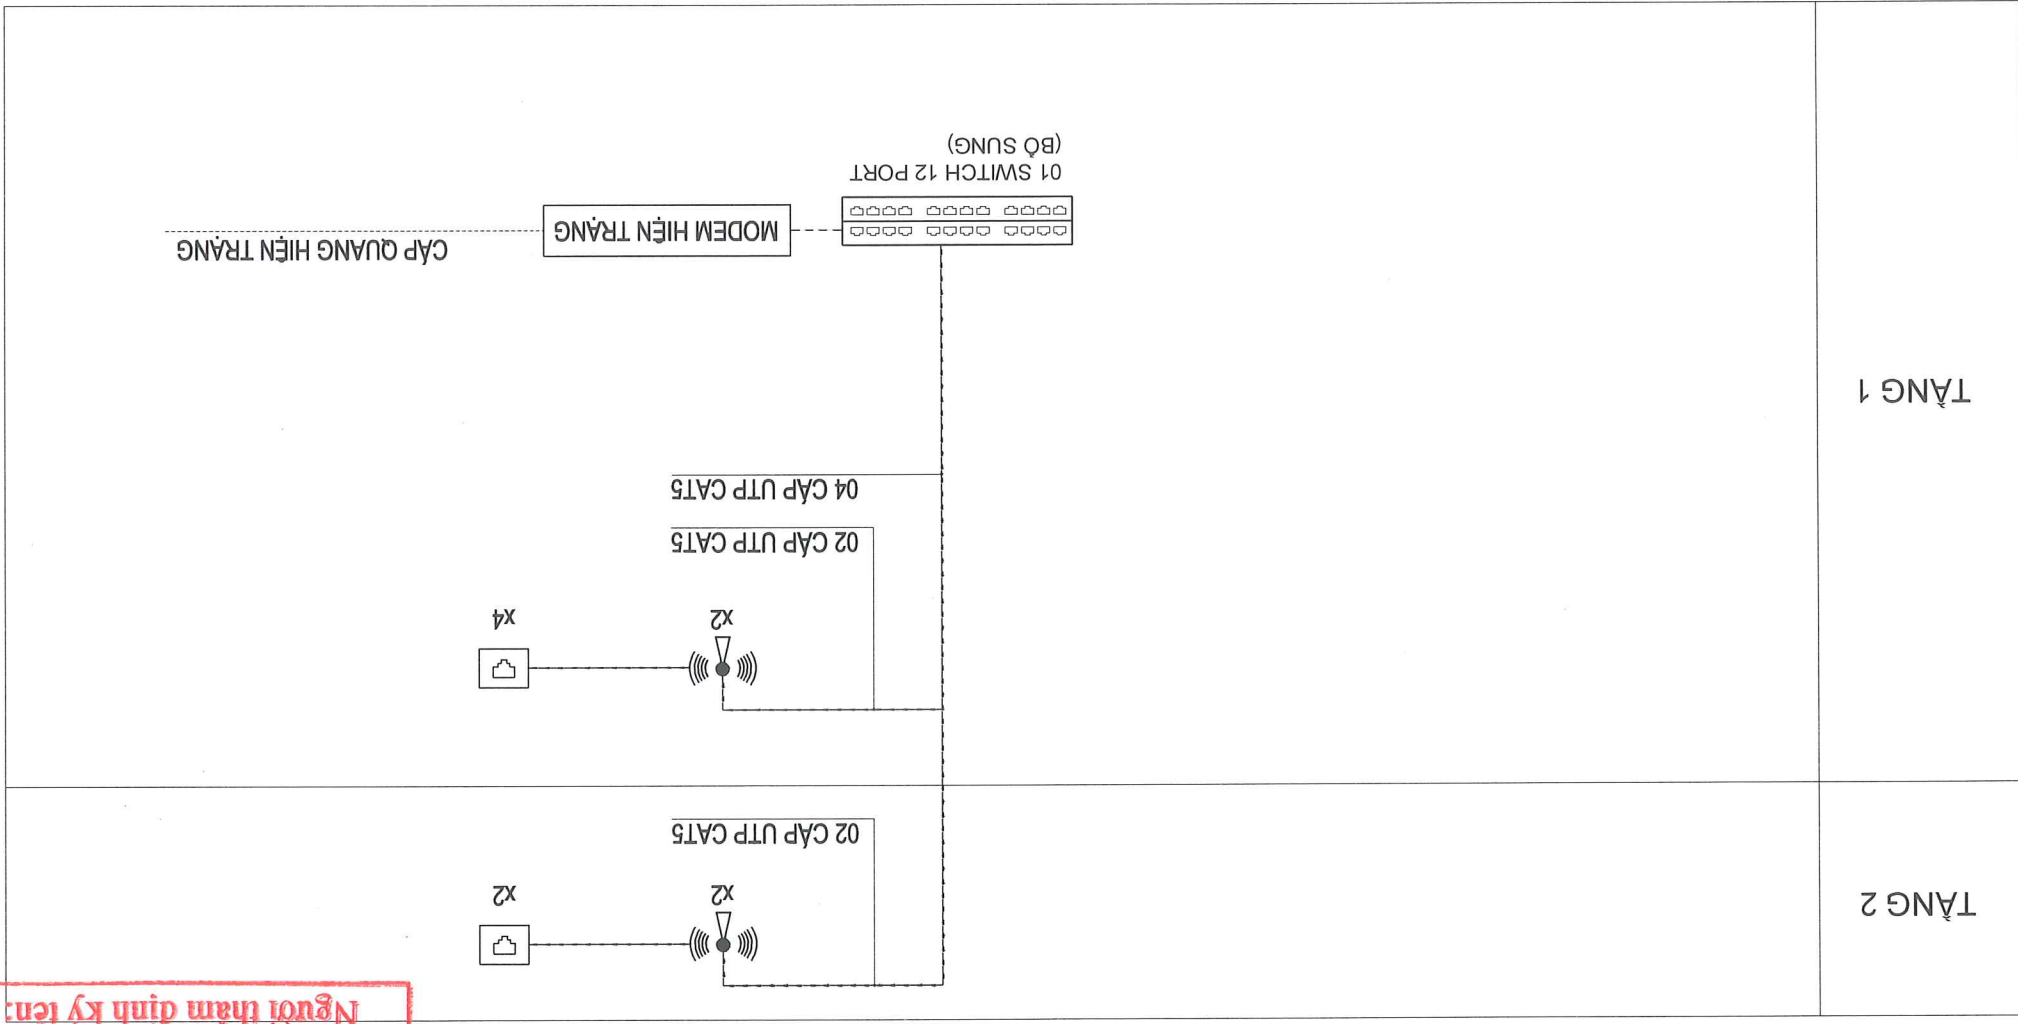 Người thẩm định ký tên:
TẦNG 2
x2
x2
02 CÁP UTP CAT5
TẦNG 1
x2
x4
02 CÁP UTP CAT5
04 CÁP UTP CAT5
MODEM HIỆN TRẠNG
CÁP QUANG HIỆN TRẠNG
01 SWITCH 12 PORT
(BỔ SUNG)